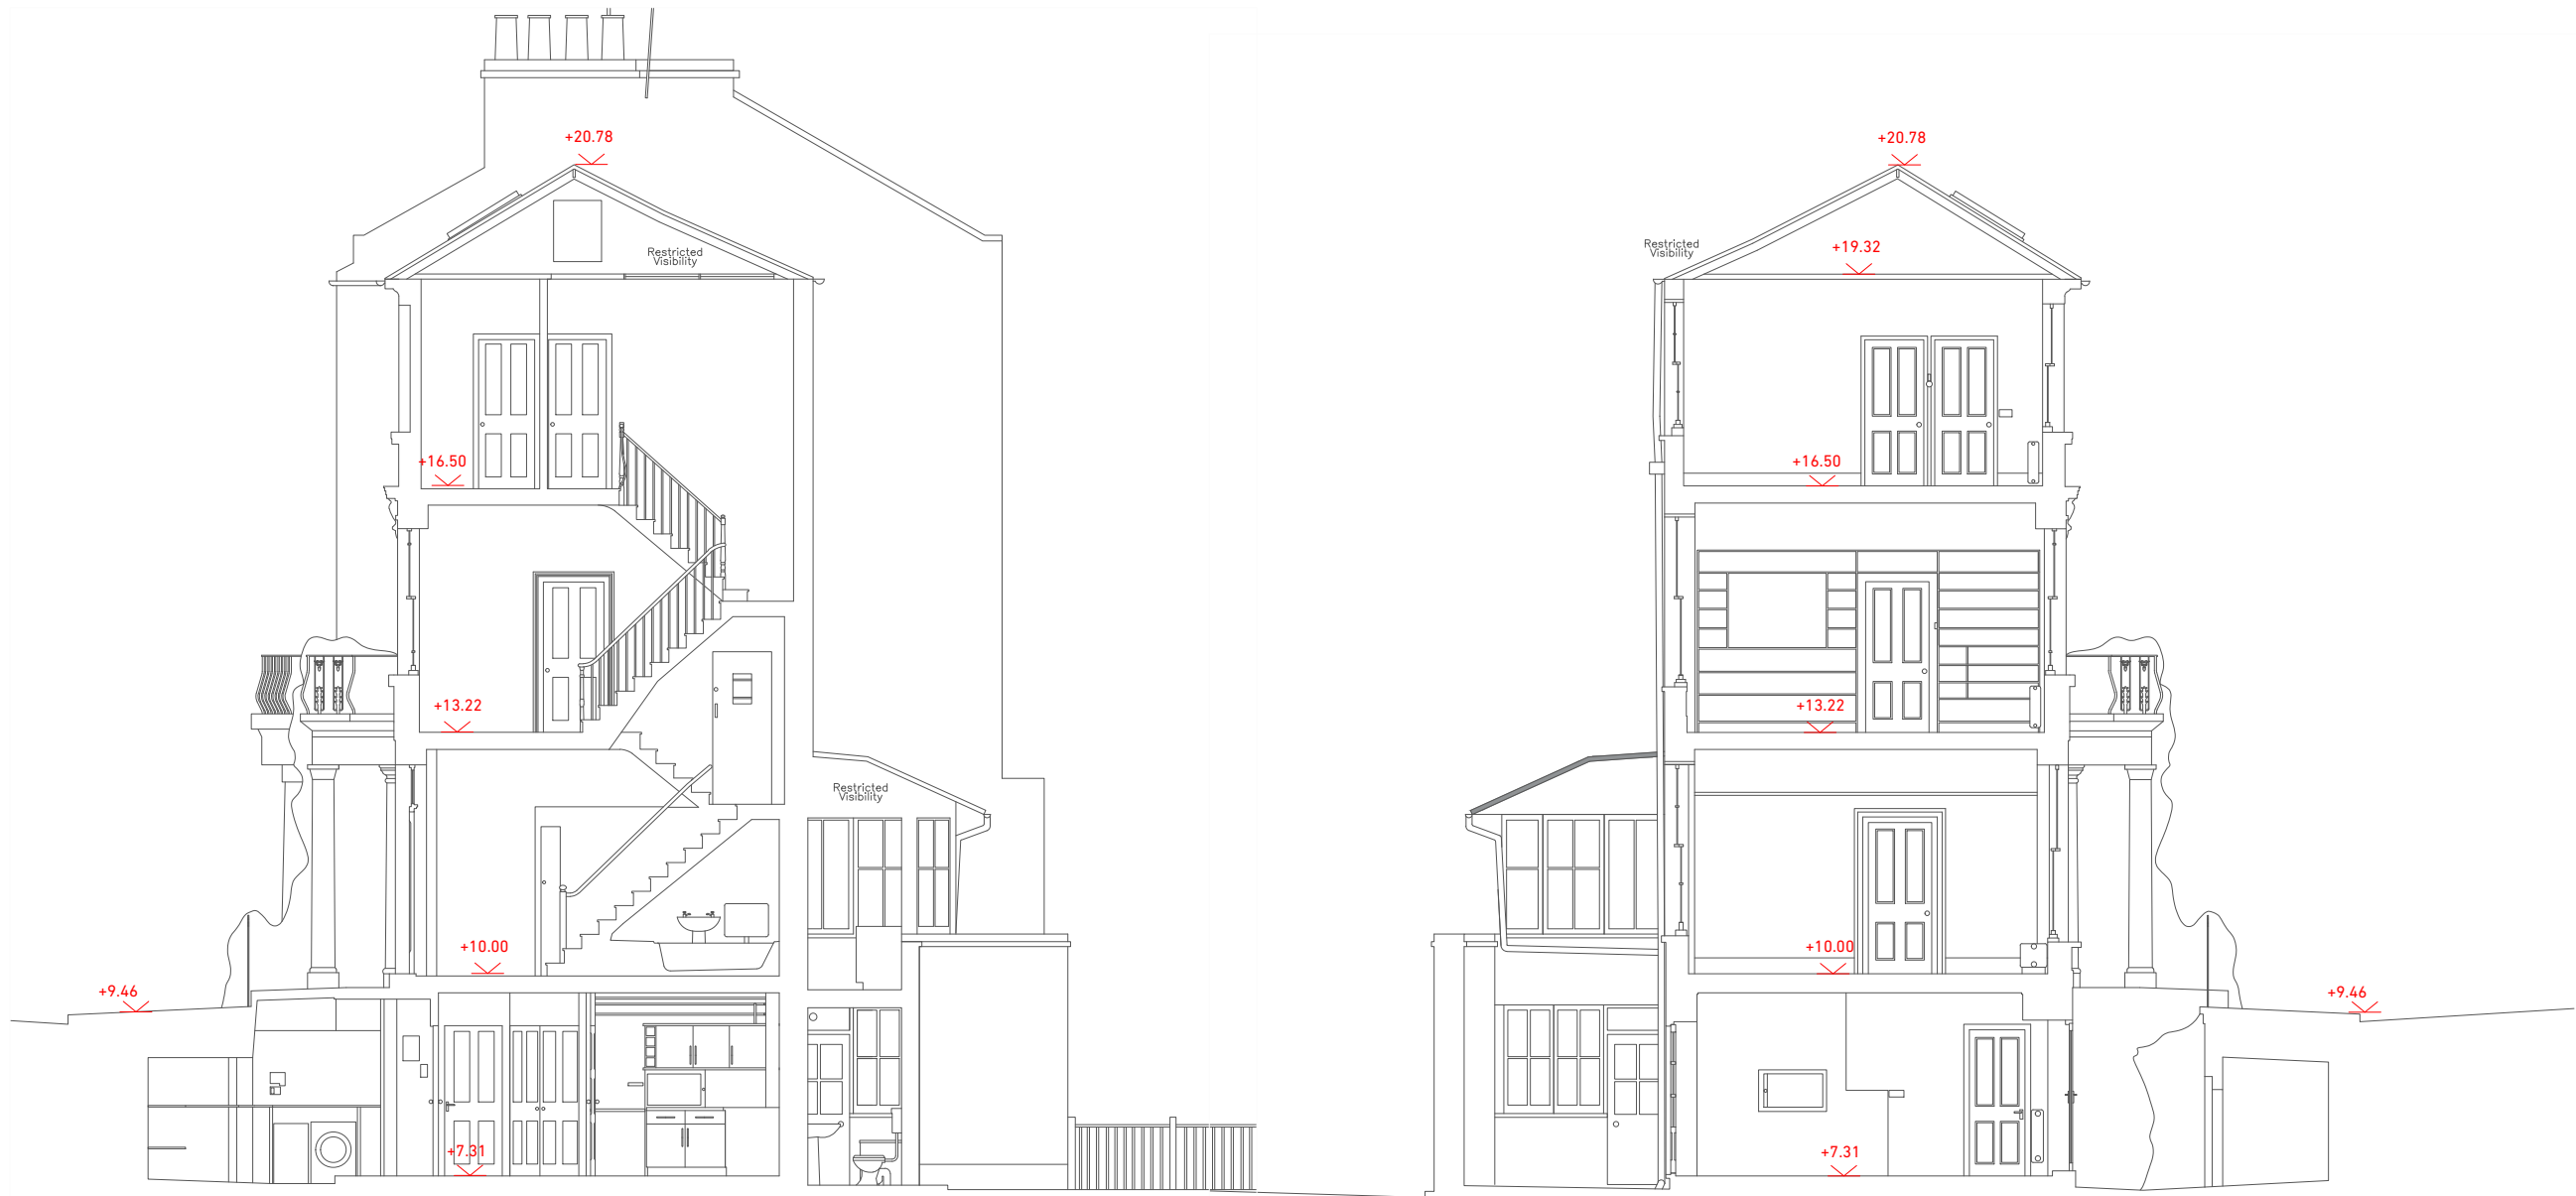 +20.78
Restricted
Visibility
+16.50
+13.22
Restricted
Visibility
+10.00
+9.46
+7.31
+20.78
Restricted
Visibility
+19.32
+16.50
+13.22
+10.00
+9.46
+7.31